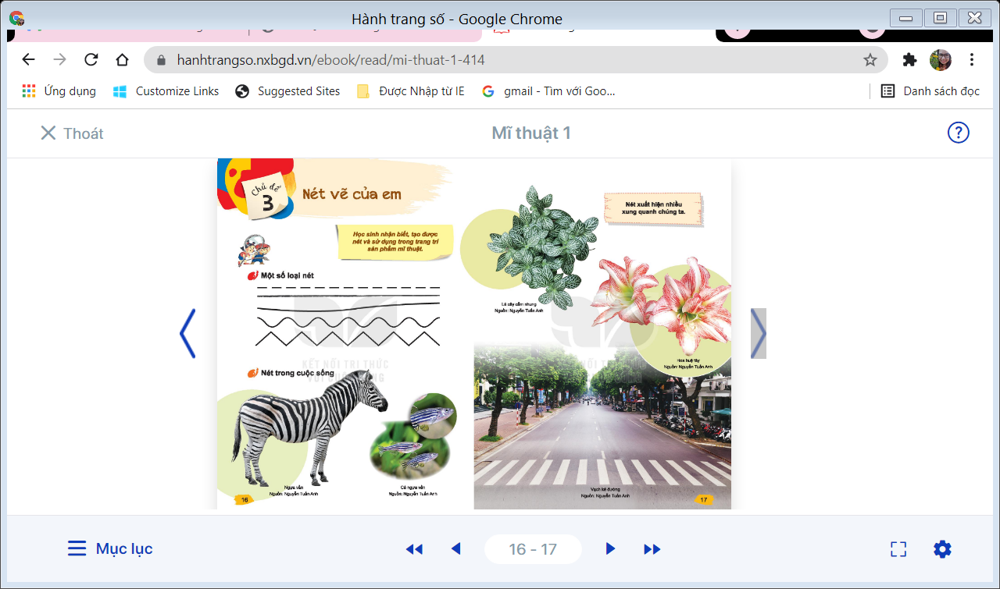 Hành trang số - Google Chrome
hanhtrangso.nxbgd.vn/ebook/read/mi-thuat-1-414
Ứng dụng
Customize Links
Suggested Sites
Được Nhập từ IE
gmail - Tìm với Goo...
Danh sách đọc
Thoát
Mĩ thuật 1
?
Chủ đề
3
Nét vẽ của em
Học sinh nhận biết, tạo được
nét và sử dụng trong trang trí
sản phẩm mĩ thuật.
Một số loại nét
KẾT NỐI TRI THỨC
Nét trong cuộc sống
Ngựa vằn
Nguồn: Nguyễn Tuấn Anh
Cá ngựa vằn
Nguồn: Nguyễn Tuấn Anh
16
Nét xuất hiện nhiều
xung quanh chúng ta.
Lá cây cẩm nhung
Nguồn: Nguyễn Tuấn Anh
Hoa huệ tây
Nguồn: Nguyễn Tuấn Anh
Vạch kẻ đường
Nguồn: Nguyễn Tuấn Anh
17
Mục lục
16 - 17